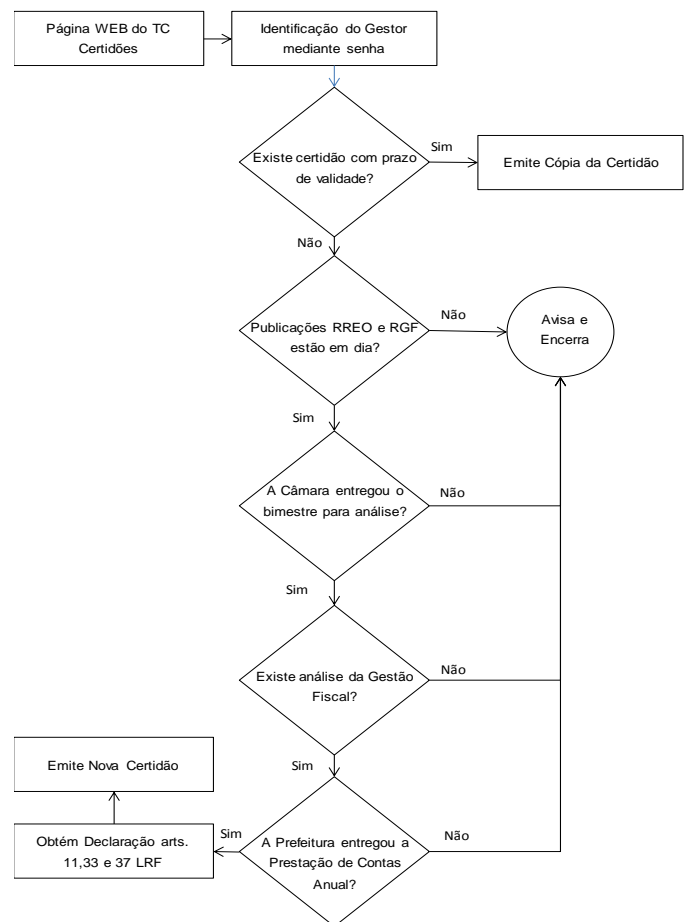 Página WEB do TC
Certidões
Identificação do Gestor
mediante senha
Existe certidão com prazo
de validade?
Sim
Emite Cópia da Certidão
Não
Publicações RREO e RGF
estão em dia?
Não
Avisa e
Encerra
Sim
A Câmara entregou o
bimestre para análise?
Não
Sim
Existe análise da Gestão
Fiscal?
Não
Sim
Emite Nova Certidão
Obtém Declaração arts.
11,33 e 37 LRF
Sim
A Prefeitura entregou a
Prestação de Contas
Anual?
Não